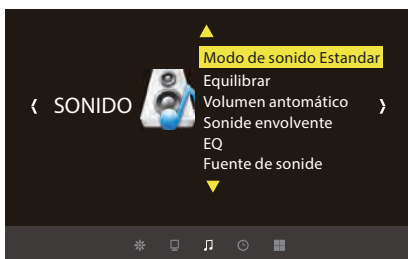 SONIDO
Modo de sonido Estandar
Equilibrar
Volumen antomático
Sonide envolvente
EQ
Fuente de sonide